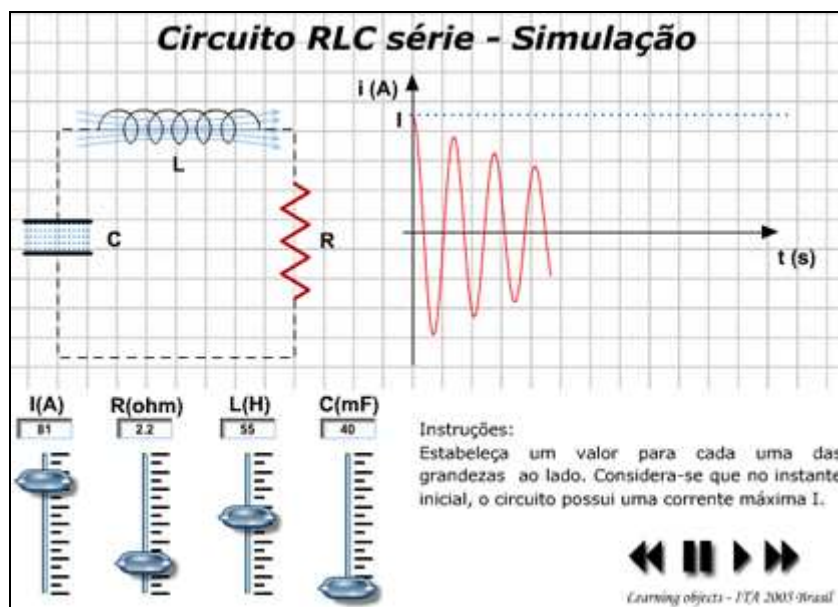 Circuito RLC série - Simulação
i (A)
I
L
C
R
t (s)
I(A) R(ohm) L(H) C(mF)
81 2.2 55 40
Instruções:
Estabeleça um valor para cada uma das
grandezas ao lado. Considera-se que no instante
inicial, o circuito possui uma corrente máxima I.
Learning objects - ITA 2005 Brasil